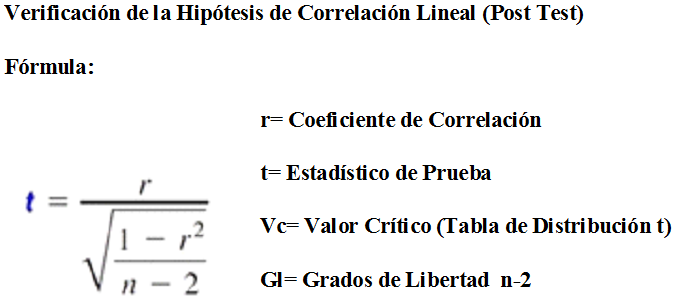 Verificación de la Hipótesis de Correlación Lineal (Post Test)
Fórmula:
r= Coeficiente de Correlación
t= Estadístico de Prueba
Vc= Valor Crítico (Tabla de Distribución t)
Gl= Grados de Libertad n-2
t = r / √((1 − r²) / (n − 2))